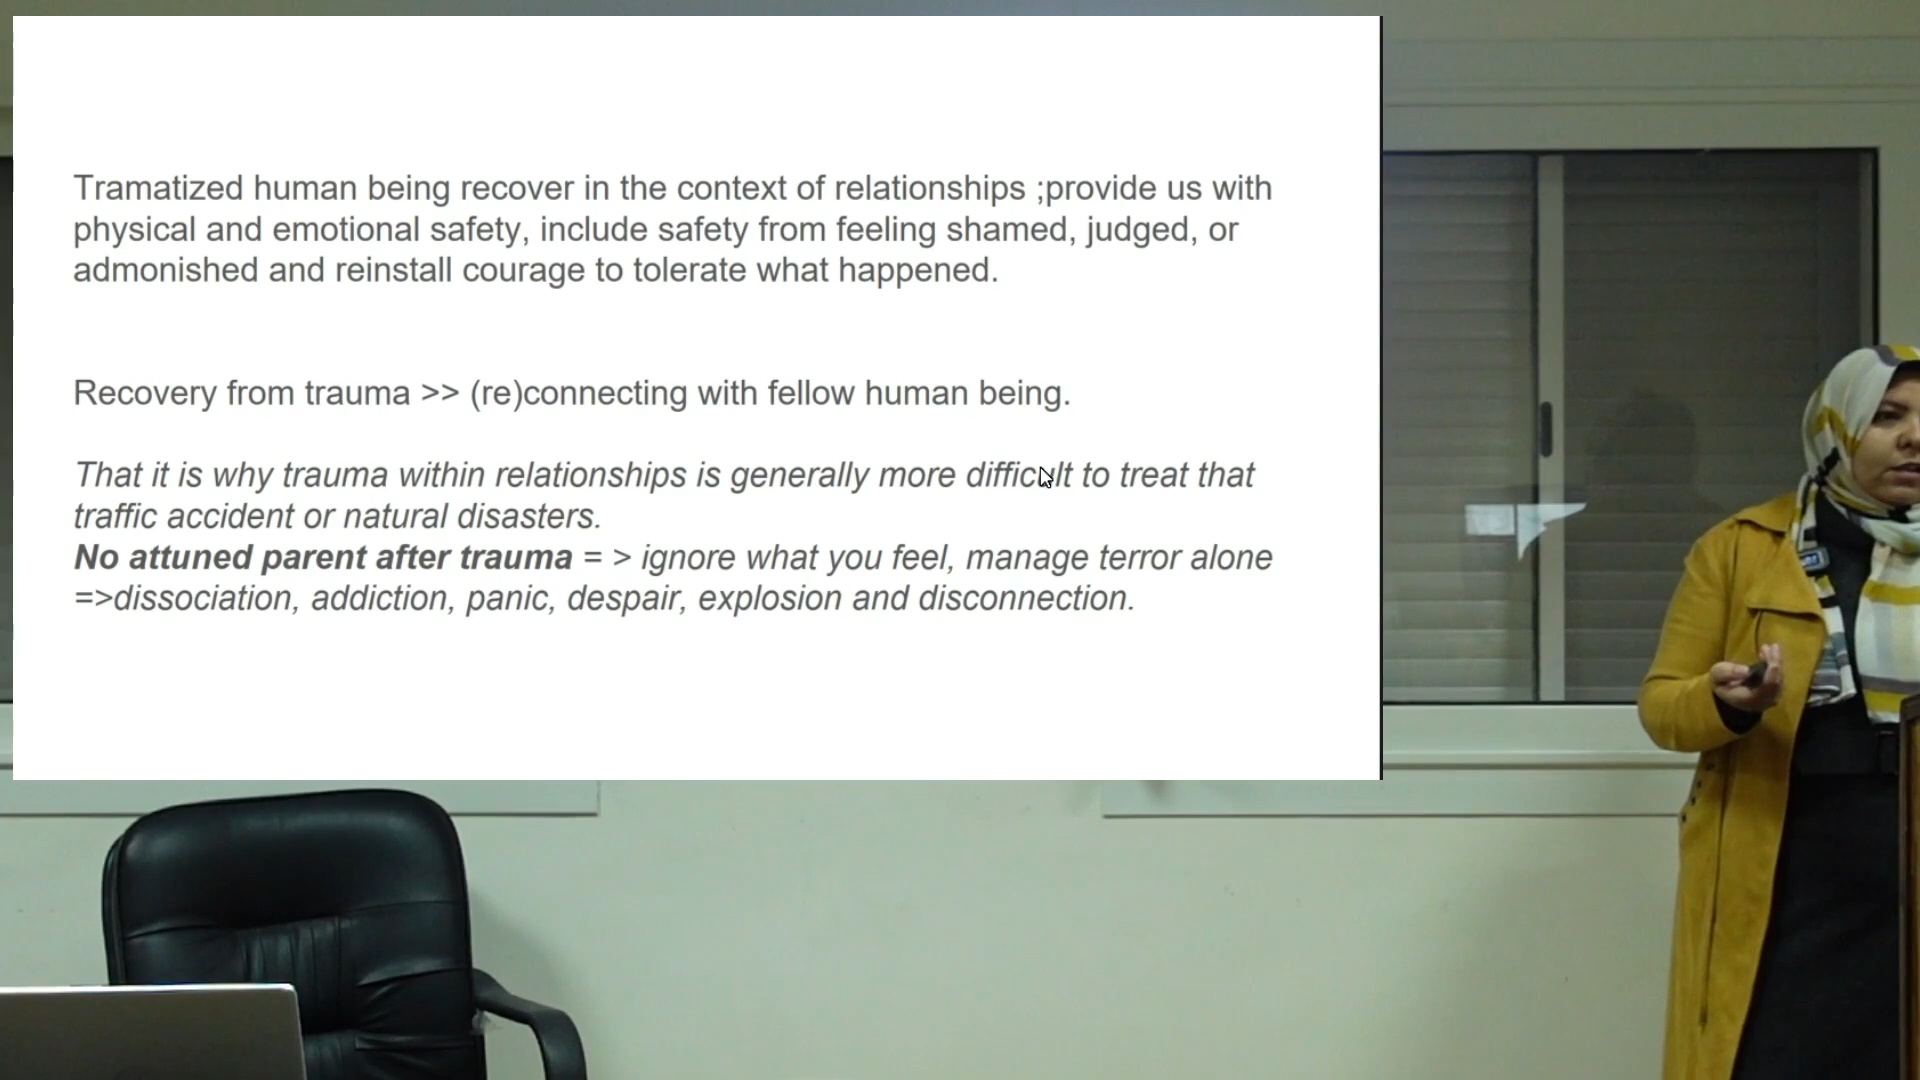 Tramatized human being recover in the context of relationships ;provide us with
physical and emotional safety, include safety from feeling shamed, judged, or
admonished and reinstall courage to tolerate what happened.
Recovery from trauma >> (re)connecting with fellow human being.
That it is why trauma within relationships is generally more difficult to treat that
traffic accident or natural disasters.
No attuned parent after trauma = > ignore what you feel, manage terror alone
=>dissociation, addiction, panic, despair, explosion and disconnection.